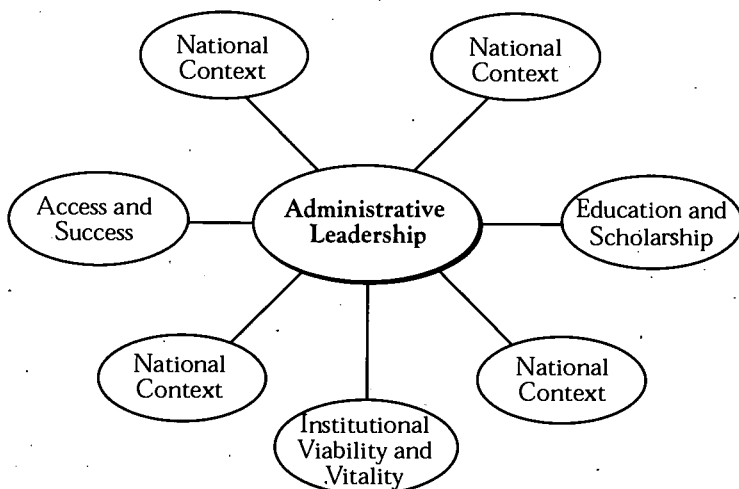 National
Context
National
Context
Access and
Success
Administrative
Leadership
Education and
Scholarship
National
Context
National
Context
Institutional
Viability and
Vitality